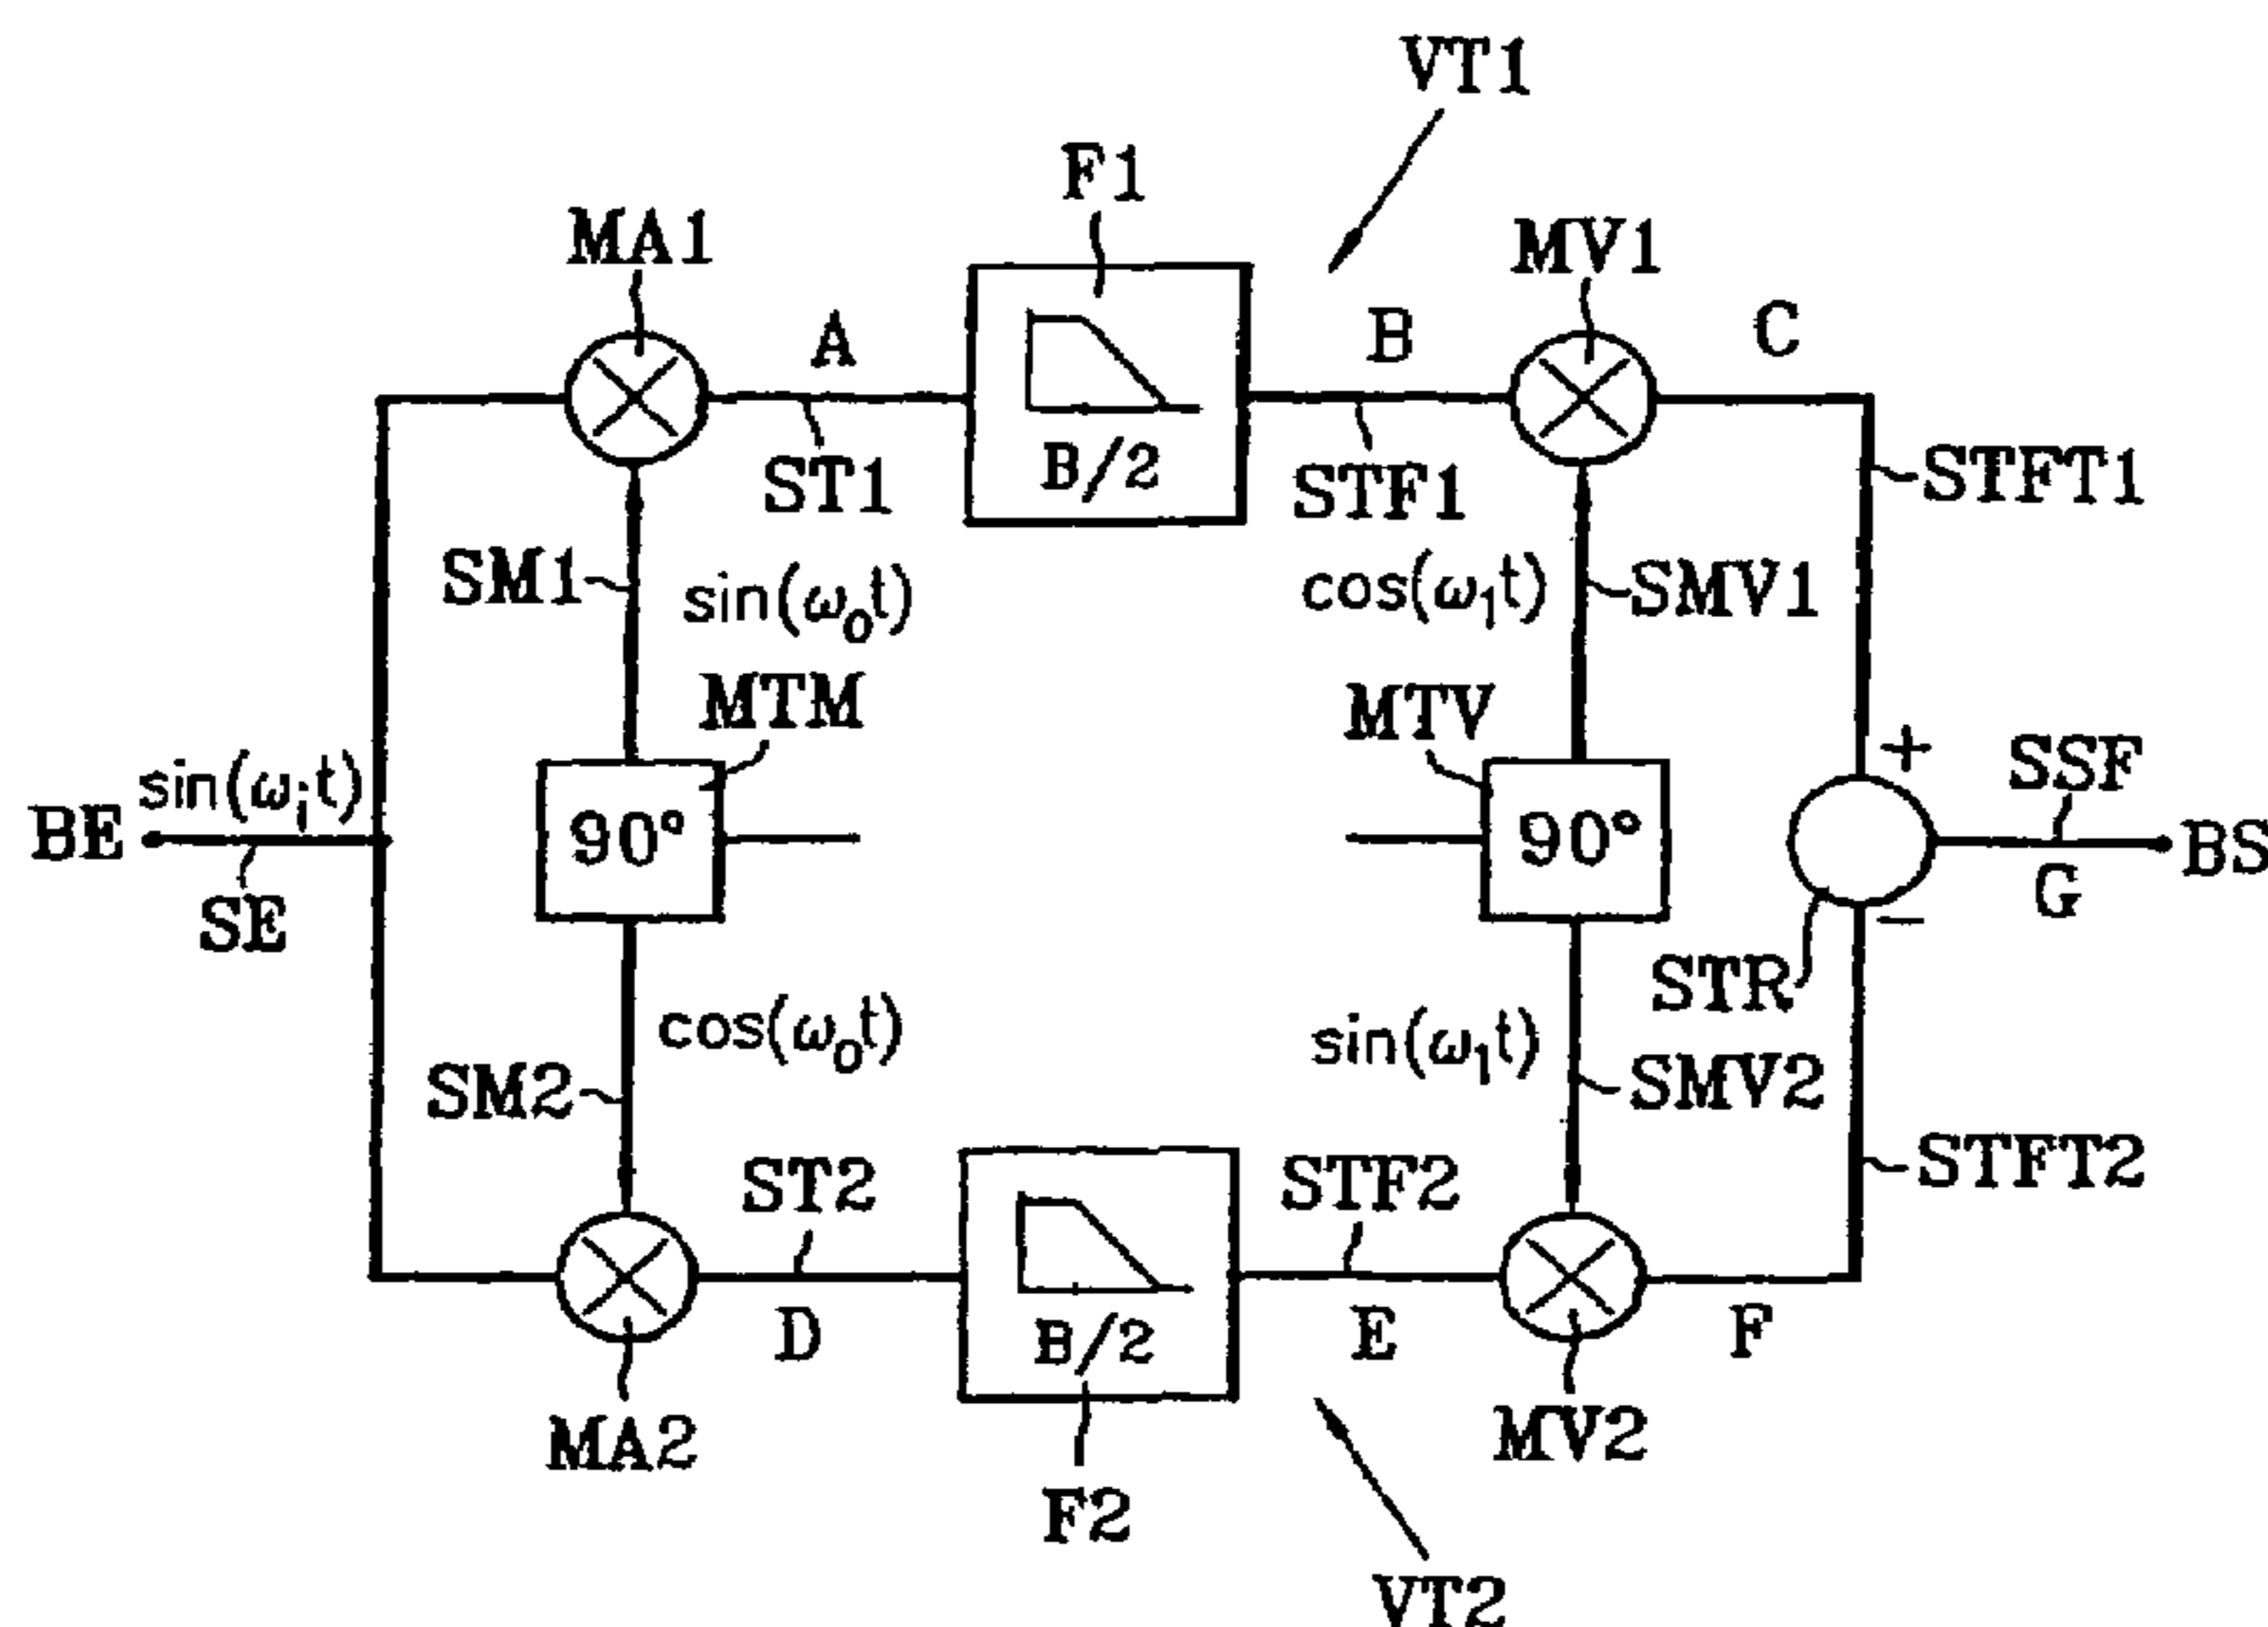 VT1
F1
MA1
MV1
A
B
C
ST1
B/2
STF1
STFT1
SM1
sin(ω₀t)
cos(ω₁t)
SMV1
MTM
MTV
+
SSF
sin(ωᵢt)
BE
90°
90°
BS
SE
G
−
STR
cos(ω₀t)
sin(ω₁t)
SM2
SMV2
ST2
STF2
STFT2
D
B/2
E
F
MA2
MV2
F2
VT2